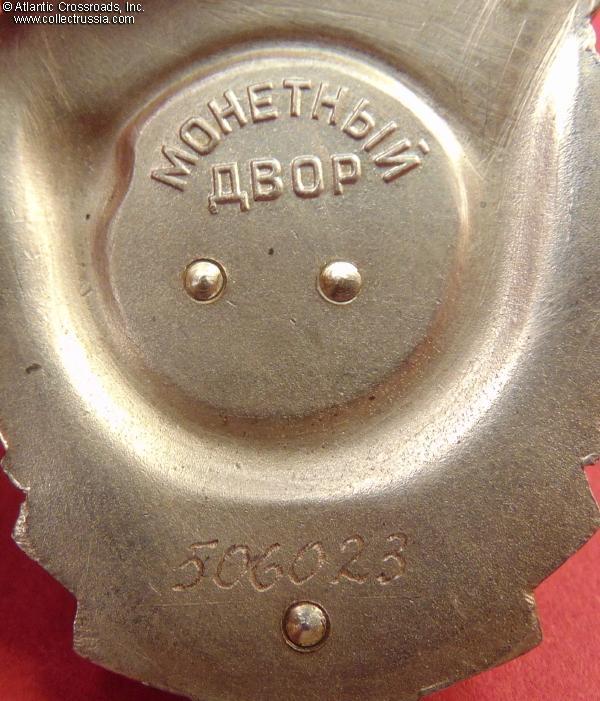 © Atlantic Crossroads, Inc.
www.collectrussia.com
МОНЕТНЫЙ
ДВОР
506023